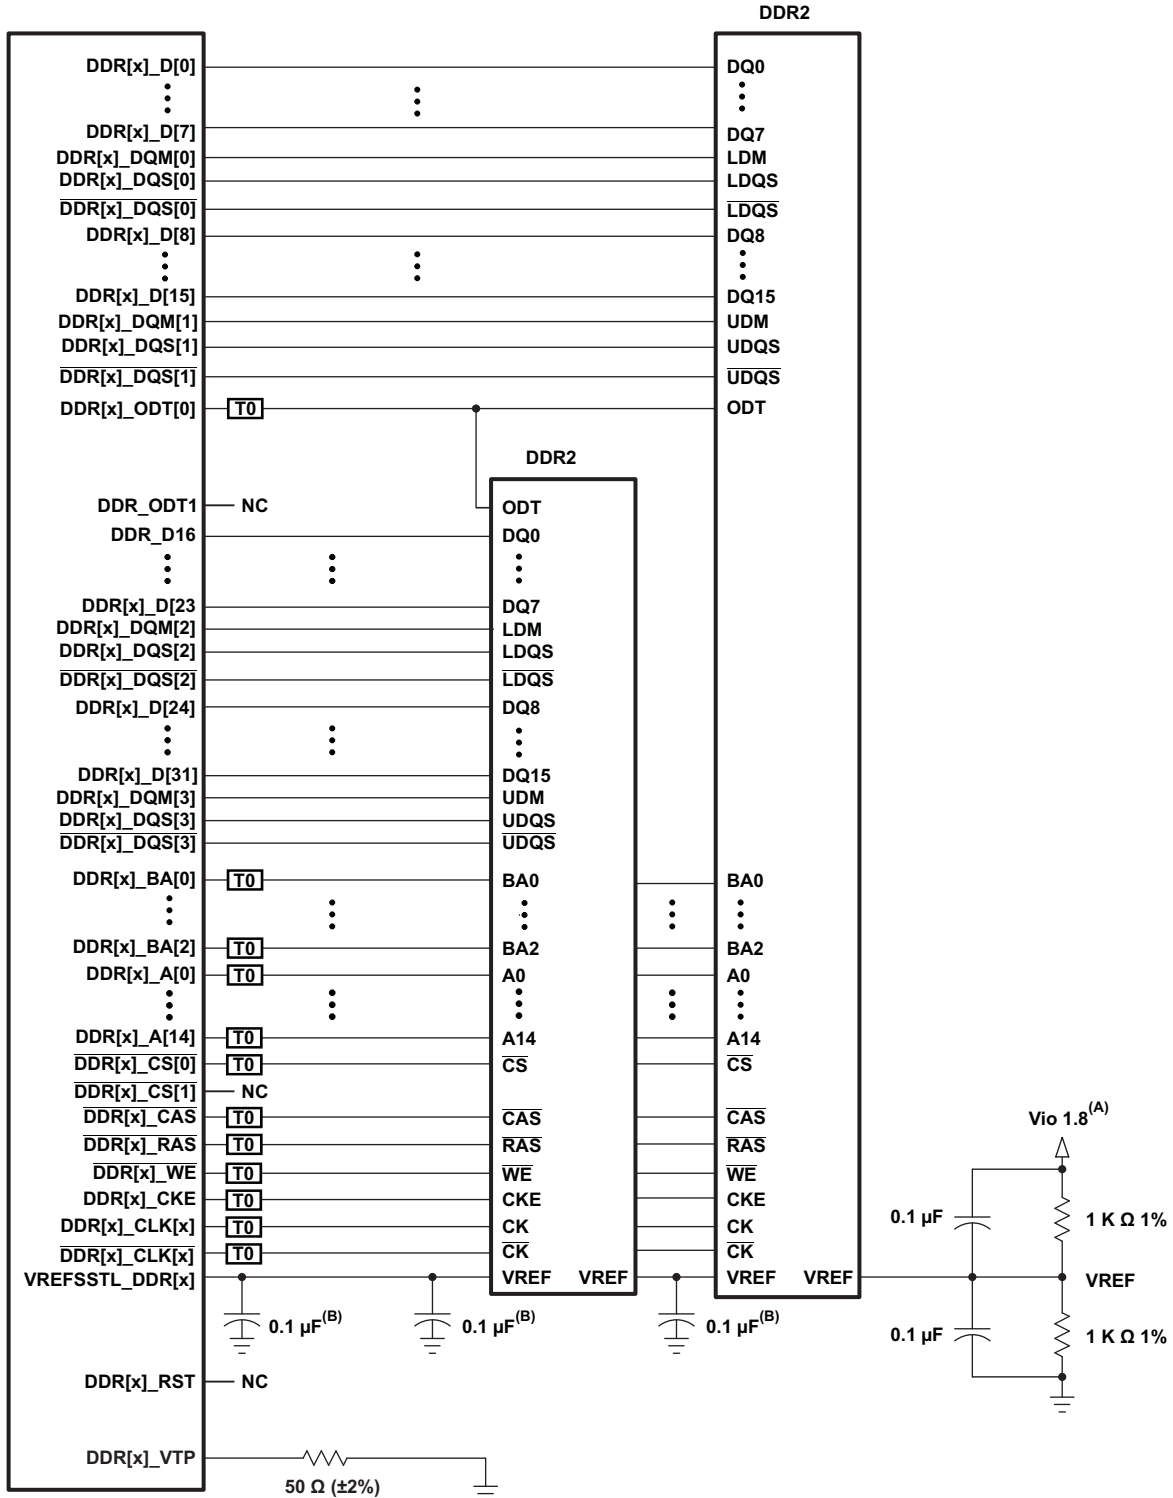 DDR2
DDR[x]_D[0] DQ0
DDR[x]_D[7] DQ7
DDR[x]_DQM[0] LDM
DDR[x]_DQS[0] LDQS
DDR[x]_DQS[0] LDQS
DDR[x]_D[8] DQ8
DDR[x]_D[15] DQ15
DDR[x]_DQM[1] UDM
DDR[x]_DQS[1] UDQS
DDR[x]_DQS[1] UDQS
DDR[x]_ODT[0] T0 ODT
DDR2
DDR_ODT1 NC ODT
DDR_D16 DQ0
DDR[x]_D[23 DQ7
DDR[x]_DQM[2] LDM
DDR[x]_DQS[2] LDQS
DDR[x]_DQS[2] LDQS
DDR[x]_D[24] DQ8
DDR[x]_D[31] DQ15
DDR[x]_DQM[3] UDM
DDR[x]_DQS[3] UDQS
DDR[x]_DQS[3] UDQS
DDR[x]_BA[0] T0 BA0 BA0
DDR[x]_BA[2] T0 BA2 BA2
DDR[x]_A[0] T0 A0 A0
DDR[x]_A[14] T0 A14 A14
DDR[x]_CS[0] T0 CS CS
DDR[x]_CS[1] NC
DDR[x]_CAS T0 CAS CAS
Vio 1.8(A)
DDR[x]_RAS T0 RAS RAS
DDR[x]_WE T0 WE WE
DDR[x]_CKE T0 CKE CKE
DDR[x]_CLK[x] T0 CK CK
0.1 µF 1 K Ω 1%
DDR[x]_CLK[x] T0 CK CK
VREFSSTL_DDR[x] VREF VREF VREF VREF VREF
0.1 µF(B) 0.1 µF(B) 0.1 µF(B)
0.1 µF 1 K Ω 1%
DDR[x]_RST NC
DDR[x]_VTP
50 Ω (±2%)